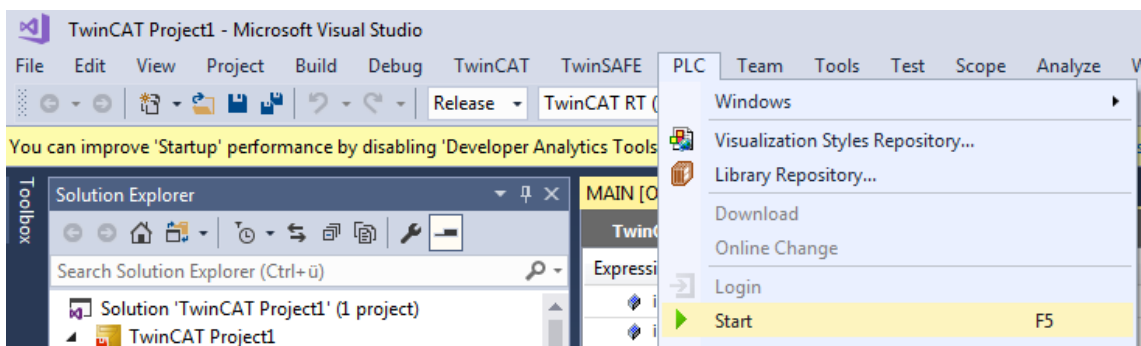 TwinCAT Project1 - Microsoft Visual Studio
File Edit View Project Build Debug TwinCAT TwinSAFE PLC Team Tools Test Scope Analyze
Release TwinCAT RT (
Windows
You can improve 'Startup' performance by disabling 'Developer Analytics Tools
Visualization Styles Repository...
Library Repository...
Toolbox
Solution Explorer
MAIN [O
Download
Online Change
Search Solution Explorer (Ctrl+ü)
Expressi
Login
Solution 'TwinCAT Project1' (1 project)
Start F5
TwinCAT Project1